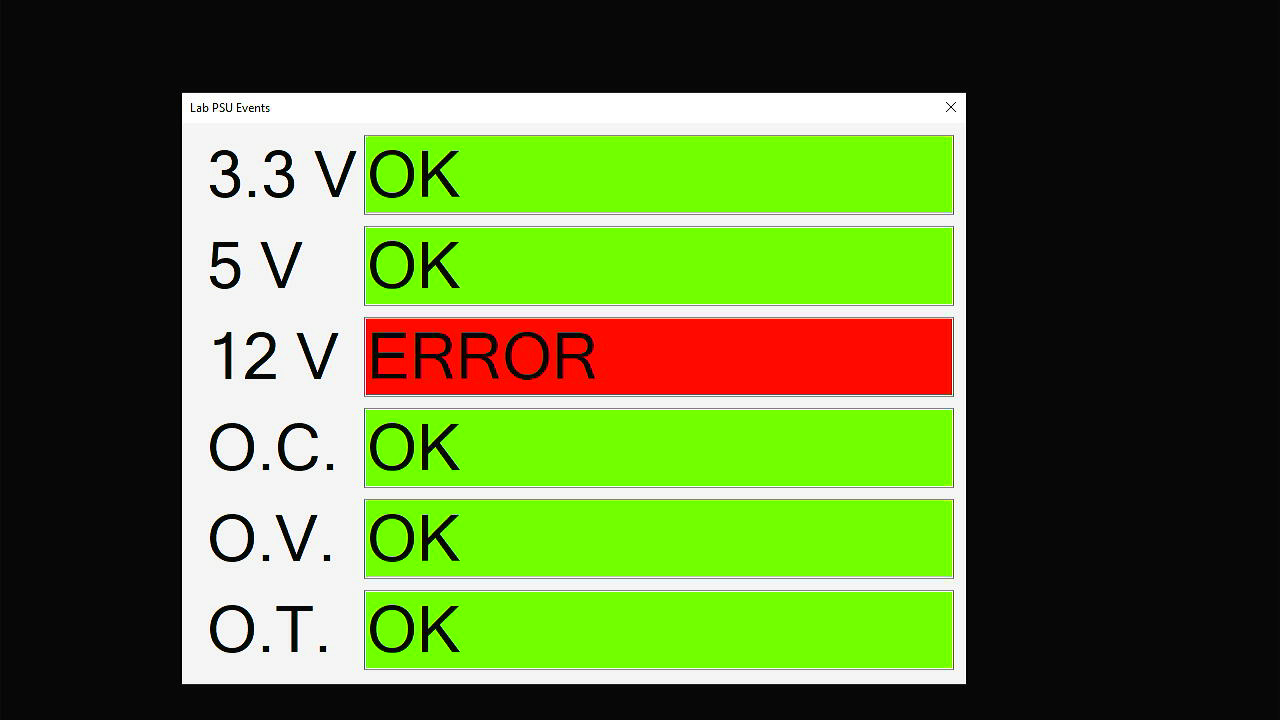 Lab PSU Events
3.3 V OK
5 V OK
12 V ERROR
O.C. OK
O.V. OK
O.T. OK